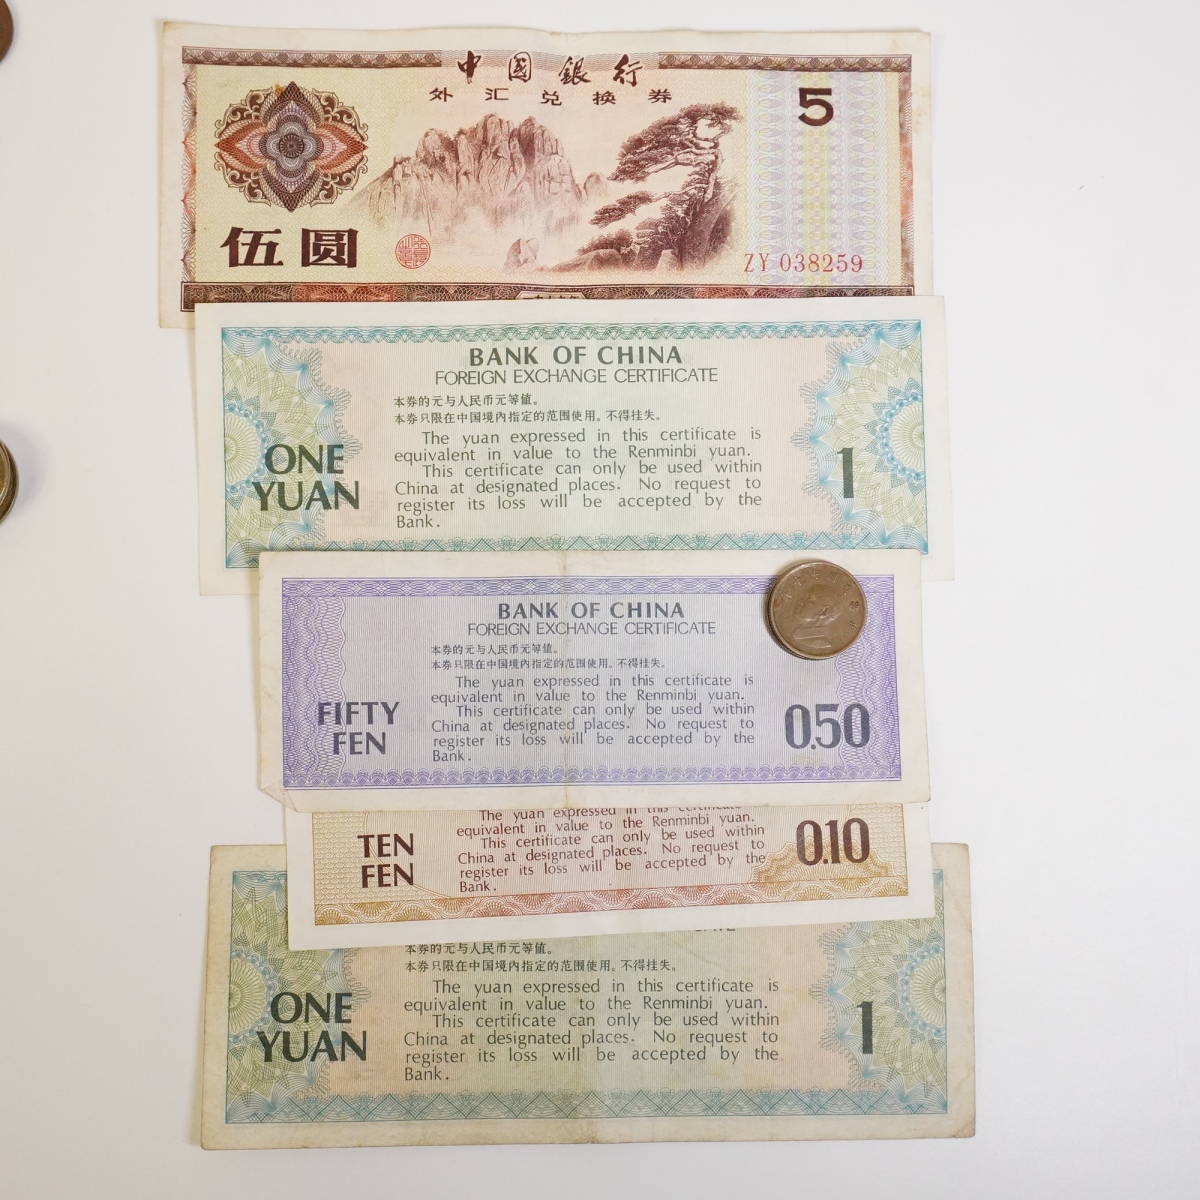 中國銀行
外汇兑换券
5
伍圆
ZY 038259
BANK OF CHINA
FOREIGN EXCHANGE CERTIFICATE
本券的元与人民币元等值。
本券只限在中国境内指定的范围使用。不得挂失。
The yuan expressed in this certificate is
equivalent in value to the Renminbi yuan.
This certificate can only be used within
China at designated places. No request to
register its loss will be accepted by the
Bank.
ONE
YUAN
1
BANK OF CHINA
FOREIGN EXCHANGE CERTIFICATE
本券的元与人民币元等值。
本券只限在中国境内指定的范围使用。不得挂失。
The yuan expressed in this certificate is
equivalent in value to the Renminbi yuan.
This certificate can only be used within
China at designated places. No request to
register its loss will be accepted by the
Bank.
FIFTY
FEN
0.50
The yuan expressed in this certificate is
equivalent in value to the Renminbi yuan.
This certificate can only be used within
China at designated places. No request to
register its loss will be accepted by the
Bank.
TEN
FEN
0.10
本券的元与人民币元等值。
本券只限在中国境内指定的范围使用。不得挂失。
The yuan expressed in this certificate is
equivalent in value to the Renminbi yuan.
This certificate can only be used within
China at designated places. No request to
register its loss will be accepted by the
Bank.
ONE
YUAN
1